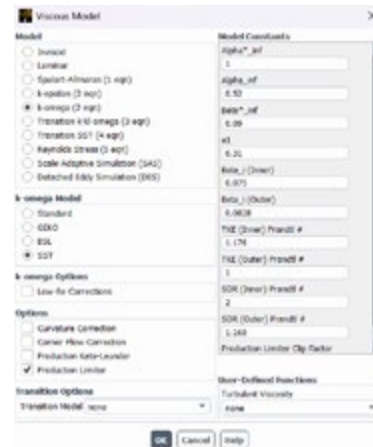 Viscous Model
Model
Inviscid
Laminar
Spalart-Allmaras (1 eqn)
k-epsilon (2 eqn)
k-omega (2 eqn)
Transition k-kl-omega (3 eqn)
Transition SST (4 eqn)
Reynolds Stress (5 eqn)
Scale Adaptive Simulation (SAS)
Detached Eddy Simulation (DES)
k-omega Model
Standard
GEKO
BSL
SST
k-omega Options
Low-Re Corrections
Options
Curvature Correction
Corner Flow Correction
Production Kato-Launder
Production Limiter
Transition Options
Transition Model none
Model Constants
Alpha*_inf
1
Alpha_inf
0.52
Beta*_inf
0.09
a1
0.31
Beta_i (Inner)
0.075
Beta_i (Outer)
0.0828
TKE (Inner) Prandtl #
1.176
TKE (Outer) Prandtl #
1
SDR (Inner) Prandtl #
2
SDR (Outer) Prandtl #
1.168
Production Limiter Clip Factor
User-Defined Functions
Turbulent Viscosity
none
OK Cancel Help